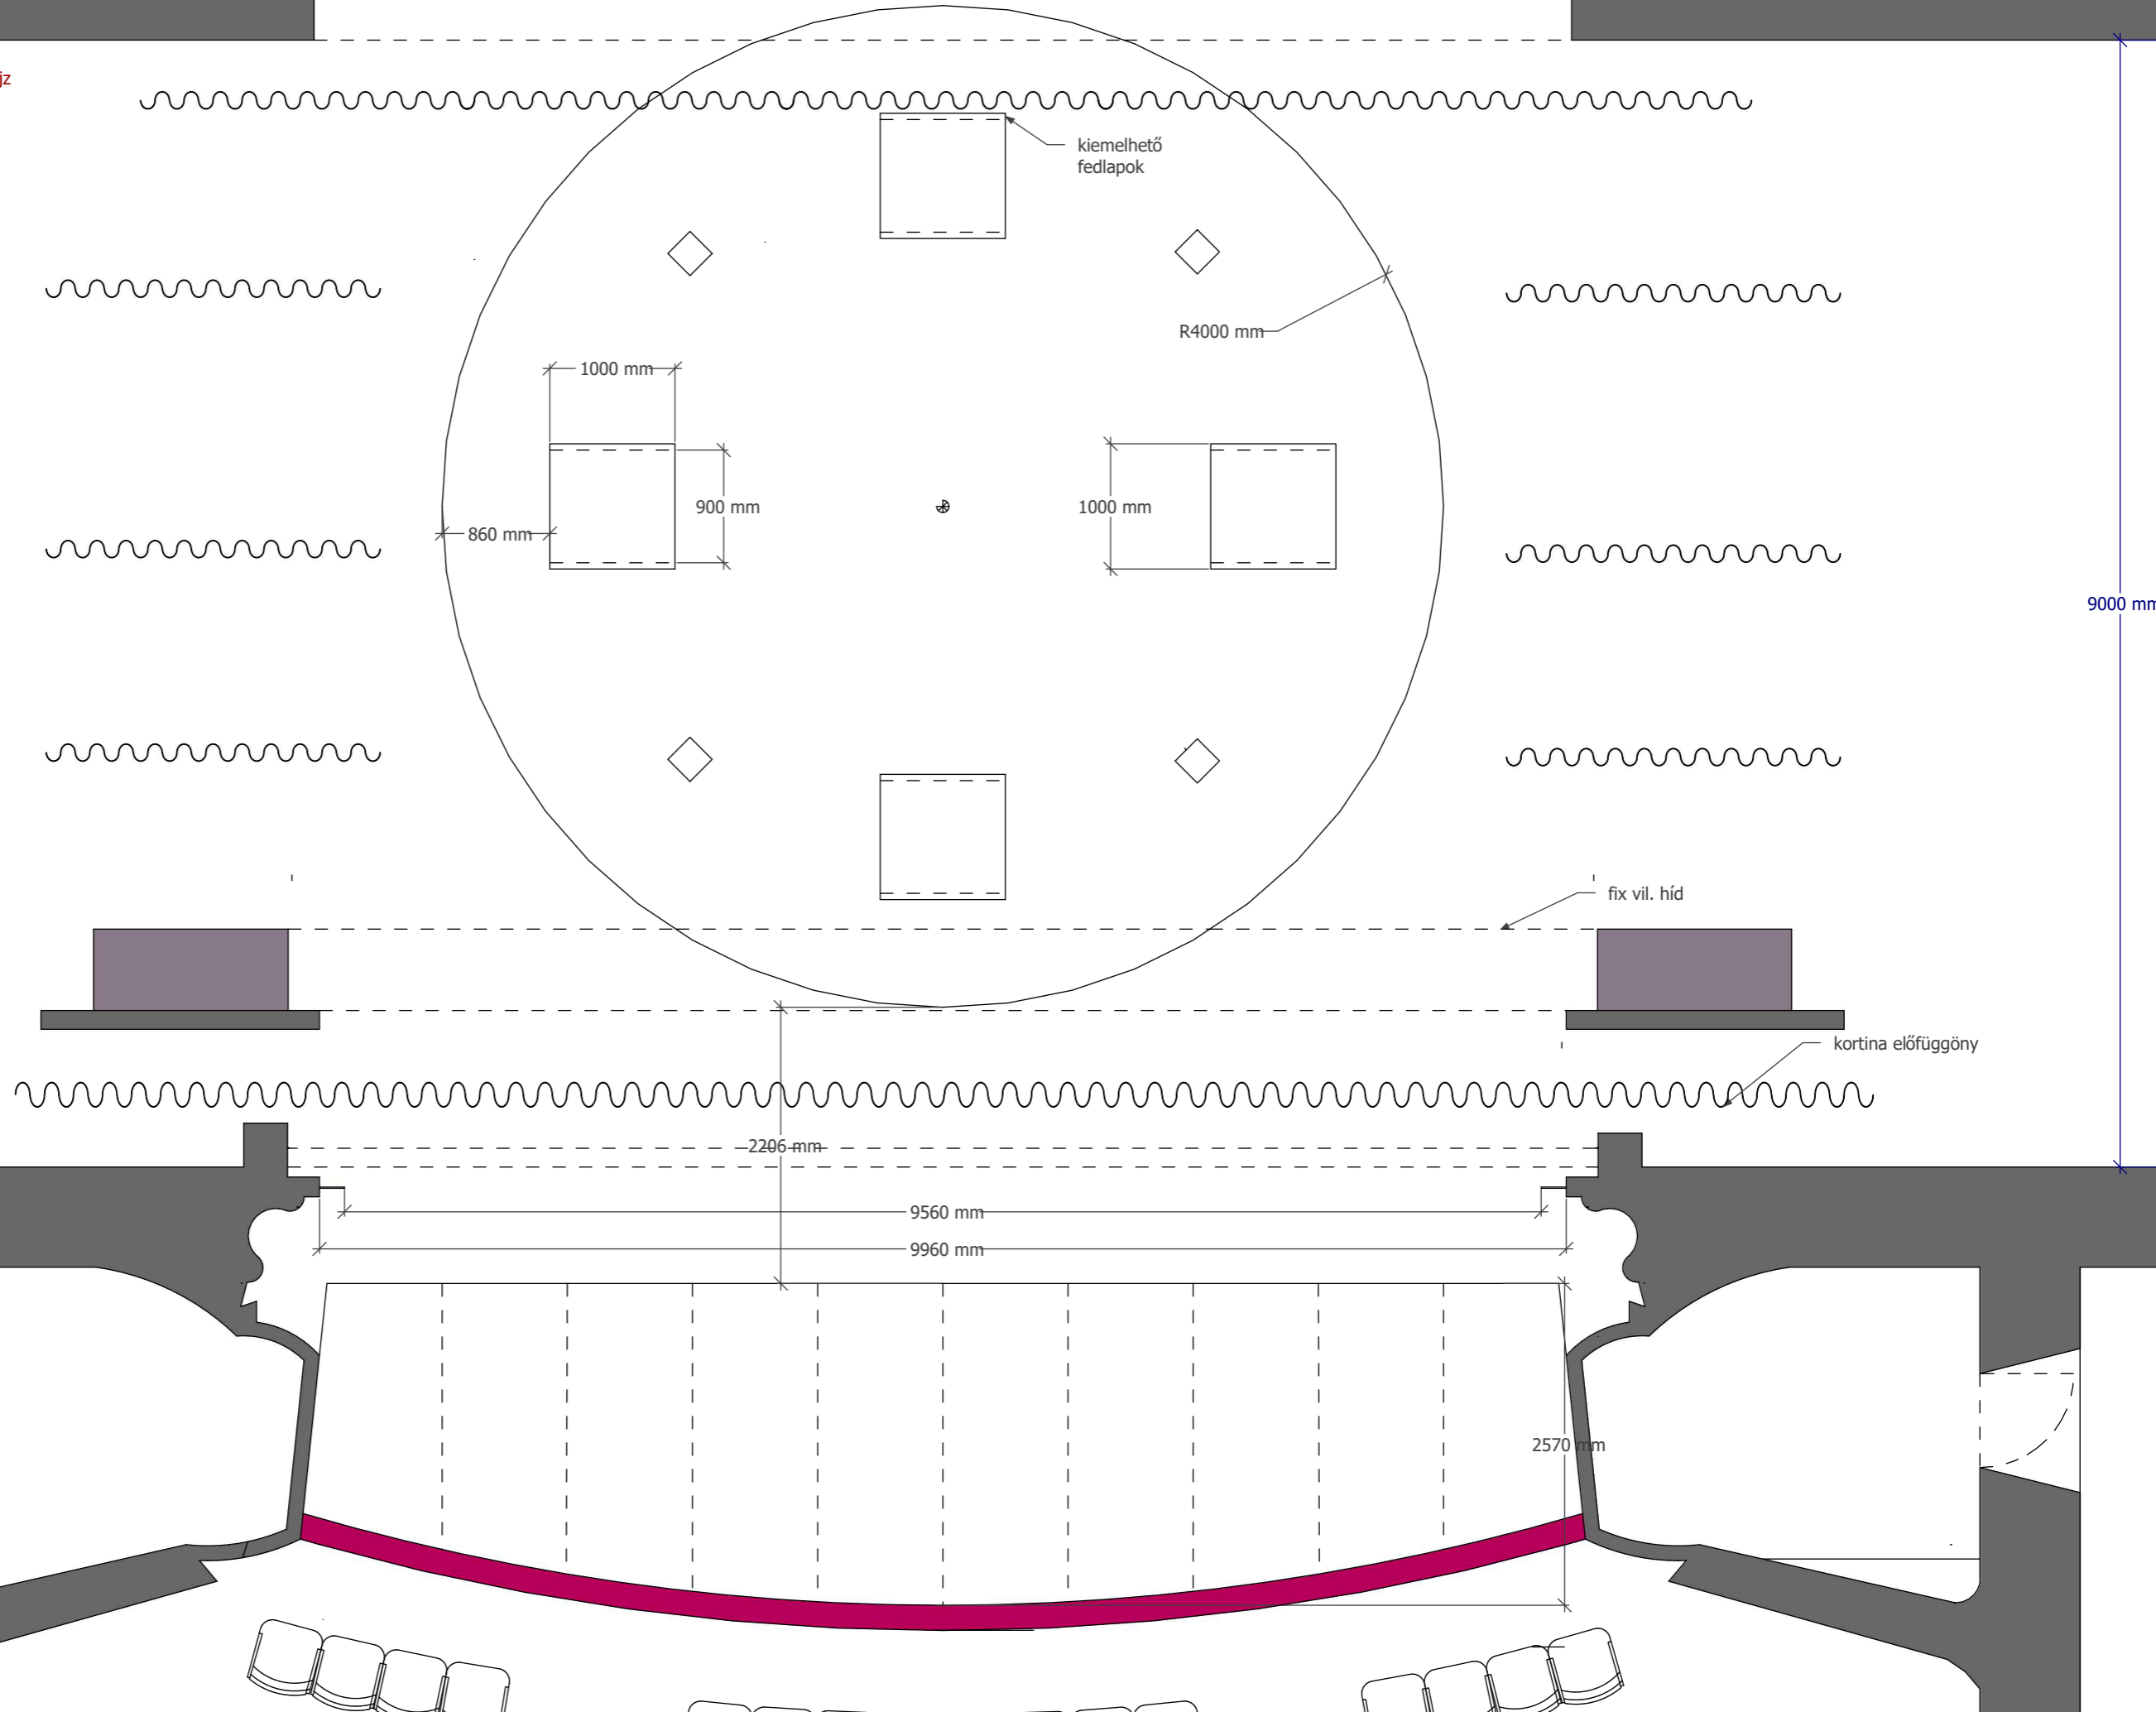 jz
kiemelhető
fedlapok
R4000 mm
1000 mm
900 mm
1000 mm
860 mm
9000 mm
fix vil. híd
kortina előfüggöny
2206 mm
9560 mm
9960 mm
2570 mm